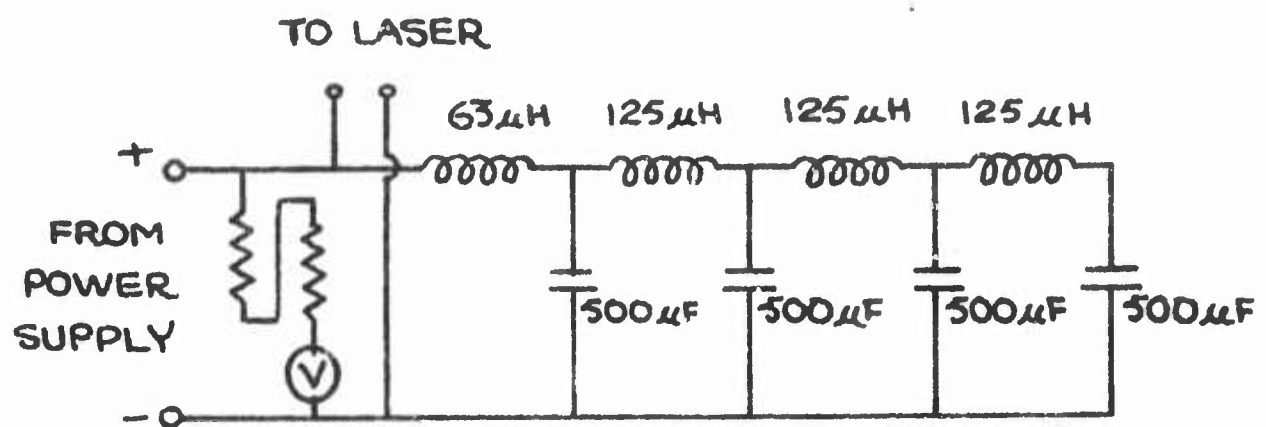 TO LASER
63µH 125µH 125µH 125µH
+
FROM
POWER
SUPPLY
V
500µF 500µF 500µF 500µF
-